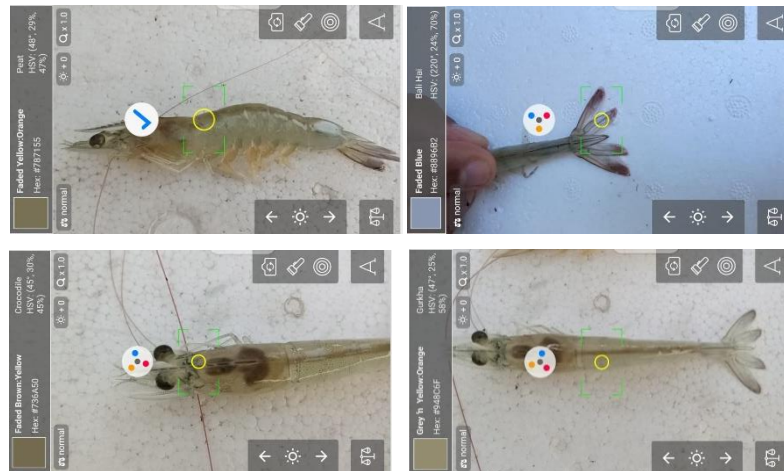 Faded Yellow:Orange
Hex: #787155
Peat
HSV: (48°, 29%,
47%)
normal
+ 0
x 1.0
A
Faded Blue
Hex: #8896B2
Bali Hai
HSV: (220°, 24%, 70%)
normal
+ 0
x 1.0
A
Faded Brown:Yellow
Hex: #736A50
Crocodile
HSV: (45°, 30%,
45%)
normal
+ 0
x 1.0
A
Grey 'n Yellow:Orange
Hex: #948C6F
Gurkha
HSV: (47°, 25%,
58%)
normal
+ 0
x 1.0
A